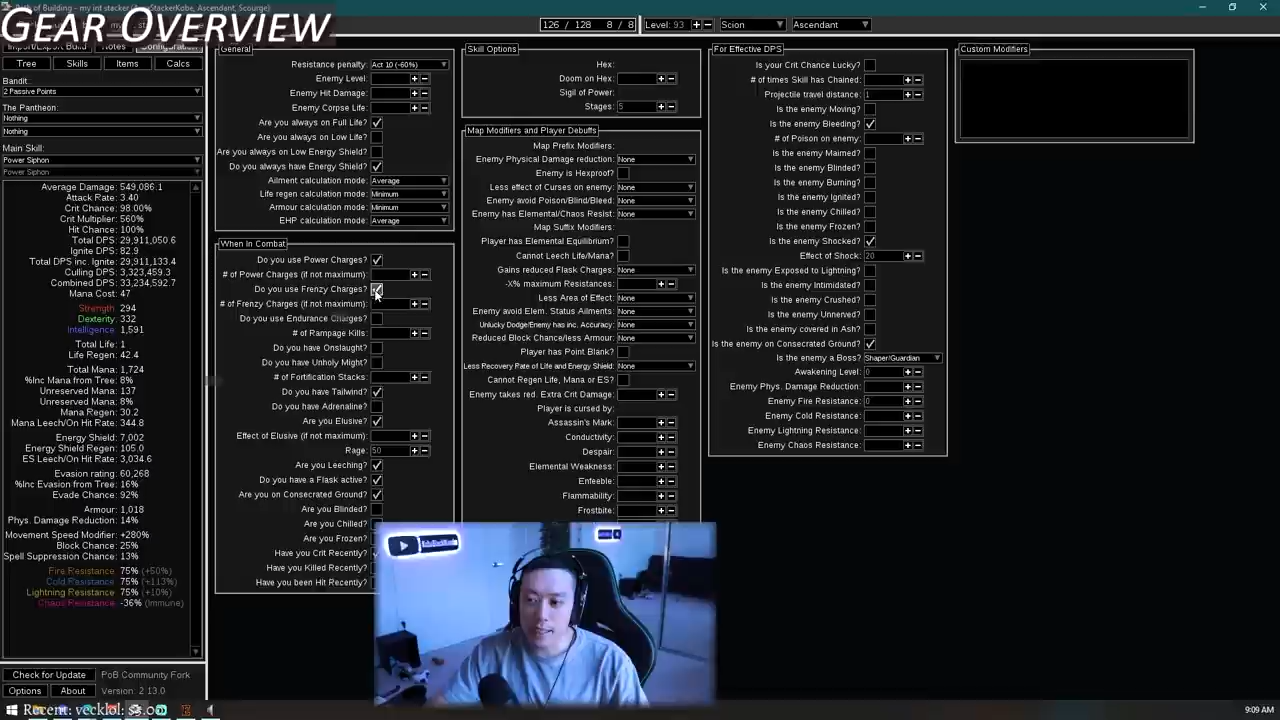 GEAR OVERVIEW
126 / 128 8 / 8
Level: 93
Scion
Ascendant
Import/Export Build
Notes
Configuration
Tree
Skills
Items
Calcs
Bandit:
2 Passive Points
The Pantheon:
Nothing
Nothing
Main Skill:
Power Siphon
Power Siphon
Average Damage: 549,086.1
Attack Rate: 3.40
Crit Chance: 98.00%
Crit Multiplier: 560%
Hit Chance: 100%
Total DPS: 29,911,050.6
Ignite DPS: 82.9
Total DPS inc. Ignite: 29,911,133.4
Culling DPS: 3,323,459.3
Combined DPS: 33,234,592.7
Mana Cost: 47
Strength: 294
Dexterity: 332
Intelligence: 1,591
Total Life: 1
Life Regen: 42.4
Total Mana: 1,724
%Inc Mana from Tree: 8%
Unreserved Mana: 137
Unreserved Mana: 8%
Mana Regen: 30.2
Mana Leech/On Hit Rate: 344.8
Energy Shield: 7,002
Energy Shield Regen: 105.0
ES Leech/On Hit Rate: 3,034.6
Evasion rating: 60,268
%Inc Evasion from Tree: 16%
Evade Chance: 92%
Armour: 1,018
Phys. Damage Reduction: 14%
Movement Speed Modifier: +280%
Block Chance: 25%
Spell Suppression Chance: 13%
Fire Resistance: 75% (+50%)
Cold Resistance: 75% (+113%)
Lightning Resistance: 75% (+10%)
Chaos Resistance: -36% (Immune)
Check for Update
PoB Community Fork
Options
About
Version: 2.13.0
General
Resistance penalty: Act 10 (-60%)
Enemy Level:
Enemy Hit Damage:
Enemy Corpse Life:
Are you always on Full Life?
Are you always on Low Life?
Are you always on Low Energy Shield?
Do you always have Energy Shield?
Ailment calculation mode: Average
Life regen calculation mode: Minimum
Armour calculation mode: Minimum
EHP calculation mode: Average
When In Combat
Do you use Power Charges?
# of Power Charges (if not maximum):
Do you use Frenzy Charges?
# of Frenzy Charges (if not maximum):
Do you use Endurance Charges?
# of Rampage Kills:
Do you have Onslaught?
Do you have Unholy Might?
# of Fortification Stacks:
Do you have Tailwind?
Do you have Adrenaline?
Are you Elusive?
Effect of Elusive (if not maximum):
Rage: 50
Are you Leeching?
Do you have a Flask active?
Are you on Consecrated Ground?
Are you Blinded?
Are you Chilled?
Are you Frozen?
Have you Crit Recently?
Have you Killed Recently?
Have you been Hit Recently?
Skill Options
Hex:
Doom on Hex:
Sigil of Power:
Stages: 5
Map Modifiers and Player Debuffs
Map Prefix Modifiers:
Enemy Physical Damage reduction: None
Enemy is Hexproof?
Less effect of Curses on enemy: None
Enemy avoid Poison/Blind/Bleed: None
Enemy has Elemental/Chaos Resist: None
Map Suffix Modifiers:
Player has Elemental Equilibrium?
Cannot Leech Life/Mana?
Gains reduced Flask Charges: None
-X% maximum Resistances:
Less Area of Effect: None
Enemy avoid Elem. Status Ailments: None
Unlucky Dodge/Enemy has inc. Accuracy: None
Reduced Block Chance/less Armour: None
Player has Point Blank?
Less Recovery Rate of Life and Energy Shield: None
Cannot Regen Life, Mana or ES?
Enemy takes red. Extra Crit Damage:
Player is cursed by:
Assassin's Mark:
Conductivity:
Despair:
Elemental Weakness:
Enfeeble:
Flammability:
Frostbite:
For Effective DPS
Is your Crit Chance Lucky?
# of times Skill has Chained:
Projectile travel distance: 1
Is the enemy Moving?
Is the enemy Bleeding?
# of Poison on enemy:
Is the enemy Maimed?
Is the enemy Blinded?
Is the enemy Burning?
Is the enemy Ignited?
Is the enemy Chilled?
Is the enemy Frozen?
Is the enemy Shocked?
Effect of Shock: 20
Is the enemy Exposed to Lightning?
Is the enemy Intimidated?
Is the enemy Crushed?
Is the enemy Unnerved?
Is the enemy covered in Ash?
Is the enemy on Consecrated Ground?
Is the enemy a Boss? Shaper/Guardian
Awakening Level: 0
Enemy Phys. Damage Reduction:
Enemy Fire Resistance: 0
Enemy Cold Resistance:
Enemy Lightning Resistance:
Enemy Chaos Resistance:
Custom Modifiers
9:09 AM